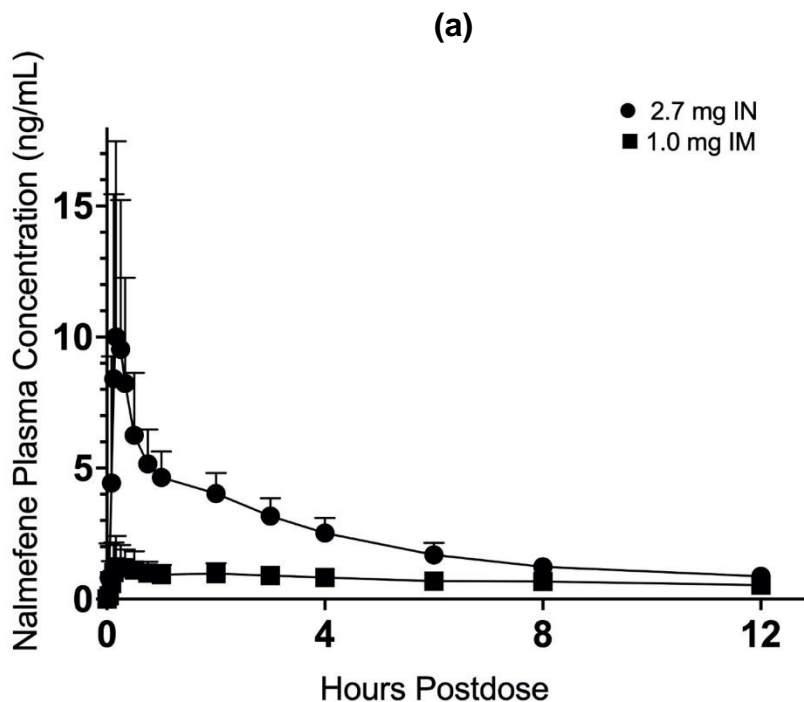 (a)
2.7 mg IN
1.0 mg IM
Nalmefene Plasma Concentration (ng/mL)
15
10
5
0
0
4
8
12
Hours Postdose